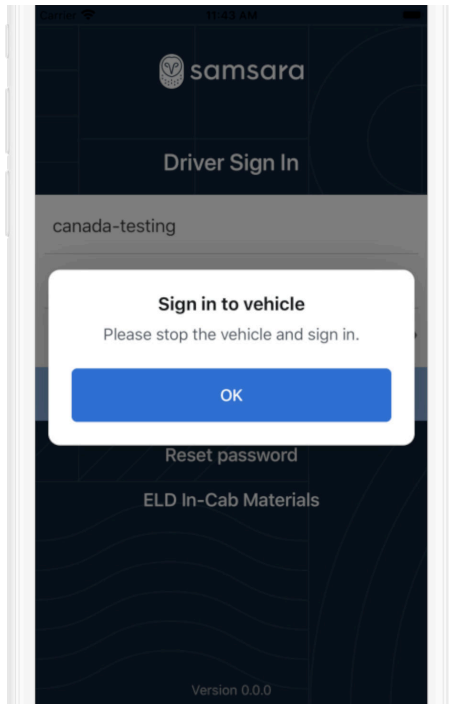 Carrier 11:43 AM
samsara
Driver Sign In
canada-testing
Sign in to vehicle
Please stop the vehicle and sign in.
OK
Reset password
ELD In-Cab Materials
Version 0.0.0